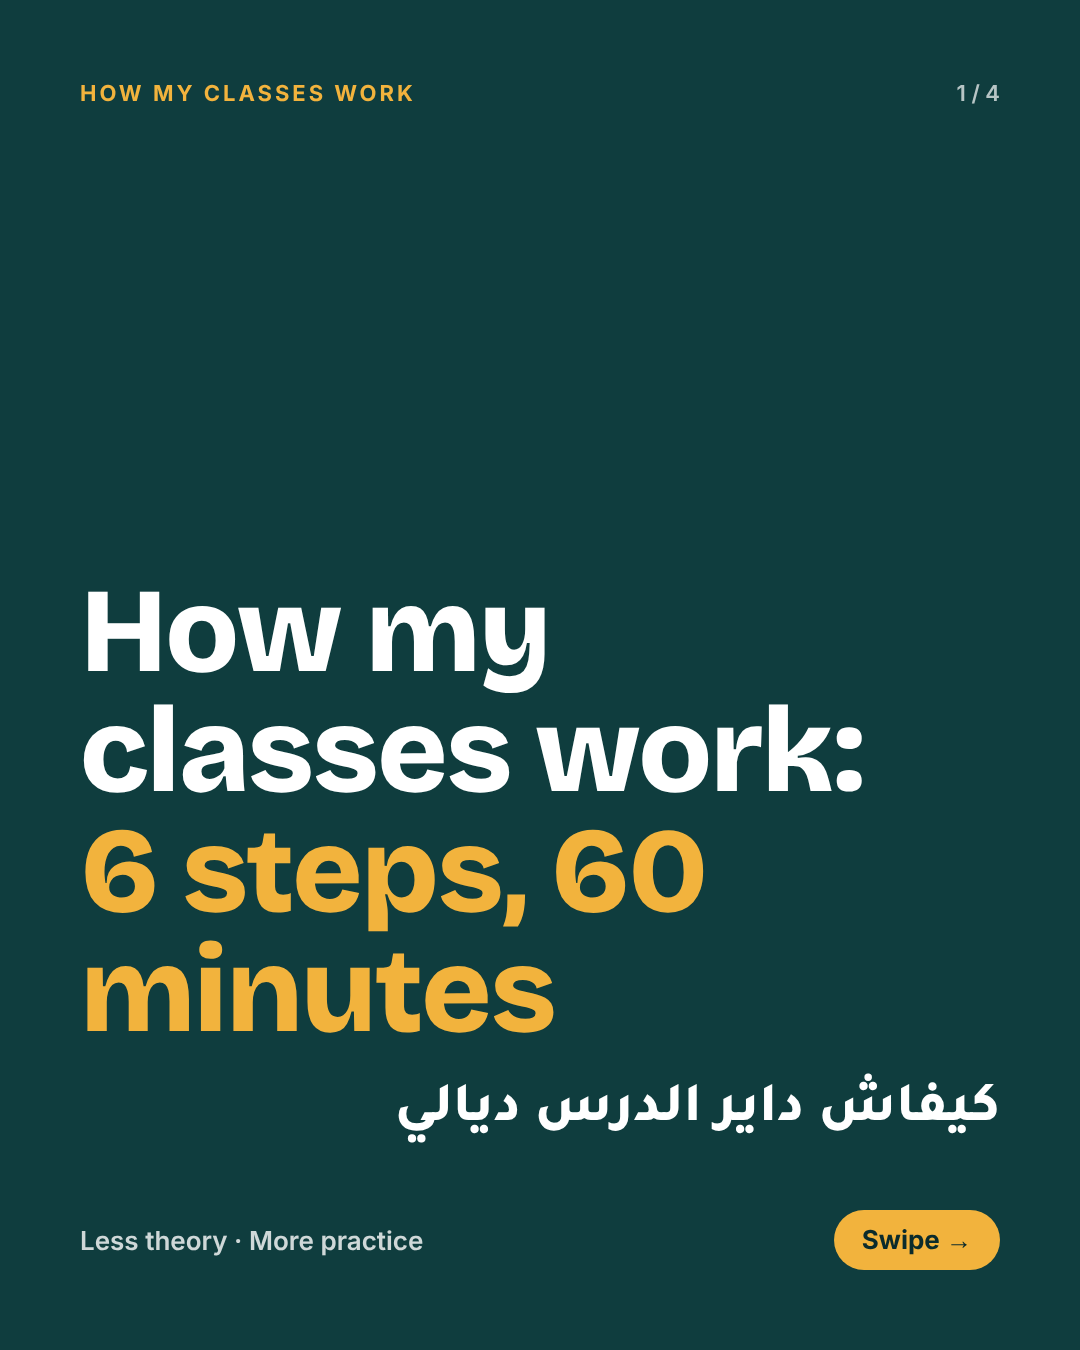 HOW MY CLASSES WORK
1 / 4
How my
classes work:
6 steps, 60
minutes
كيفاش داير الدرس ديالي
Less theory · More practice
Swipe →